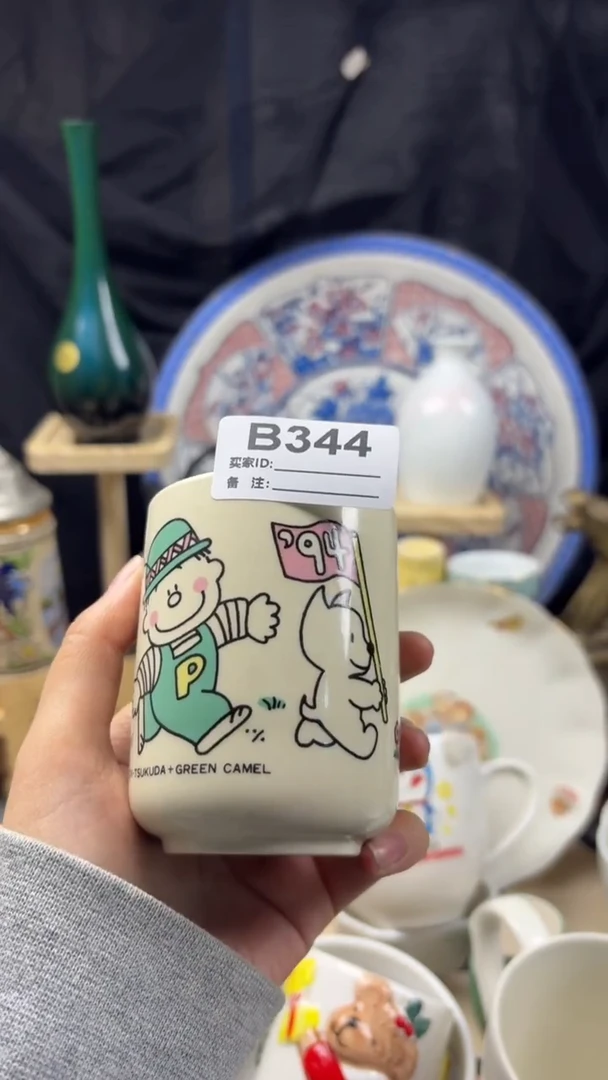 B344
买家ID:
备 注:
'94
P
TSUKUDA+GREEN CAMEL